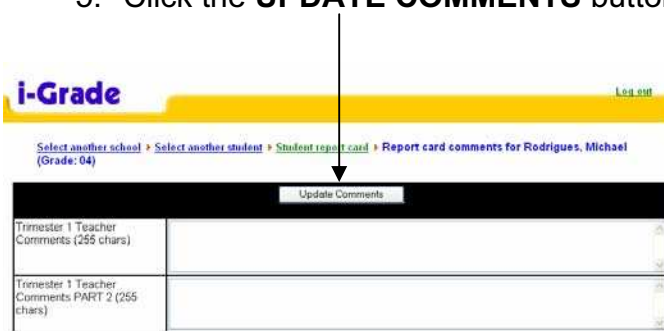 Click the UPDATE COMMENTS button
i-Grade
Log out
Select another school ▸ Select another student ▸ Student report card ▸ Report card comments for Rodrigues, Michael
(Grade: 04)
Update Comments
Trimester 1 Teacher
Comments (255 chars)
Trimester 1 Teacher
Comments PART 2 (255
chars)